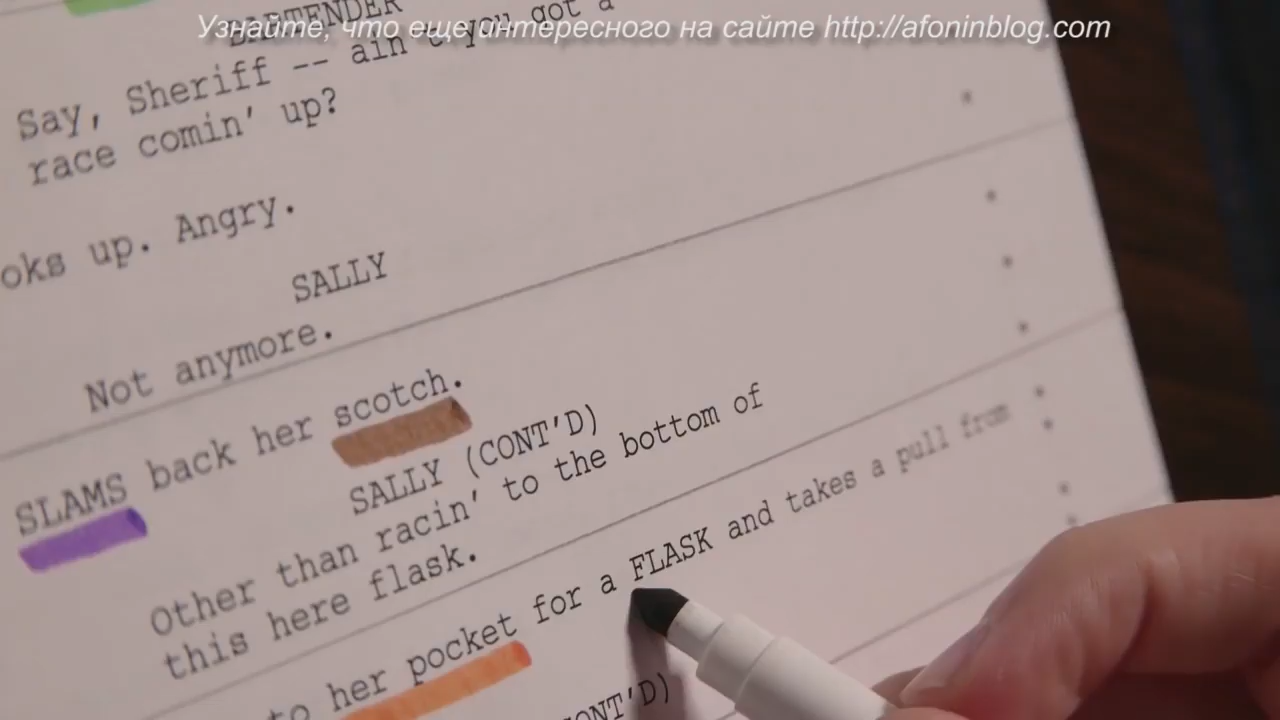 Узнайте, что еще интересного на сайте http://afoninblog.com
BARTENDER
Say, Sheriff -- ain't you got a
race comin' up?
oks up. Angry.
SALLY
Not anymore.
SLAMS back her scotch.
SALLY (CONT'D)
Other than racin' to the bottom of
this here flask.
to her pocket for a FLASK and takes a pull from
CONT'D)